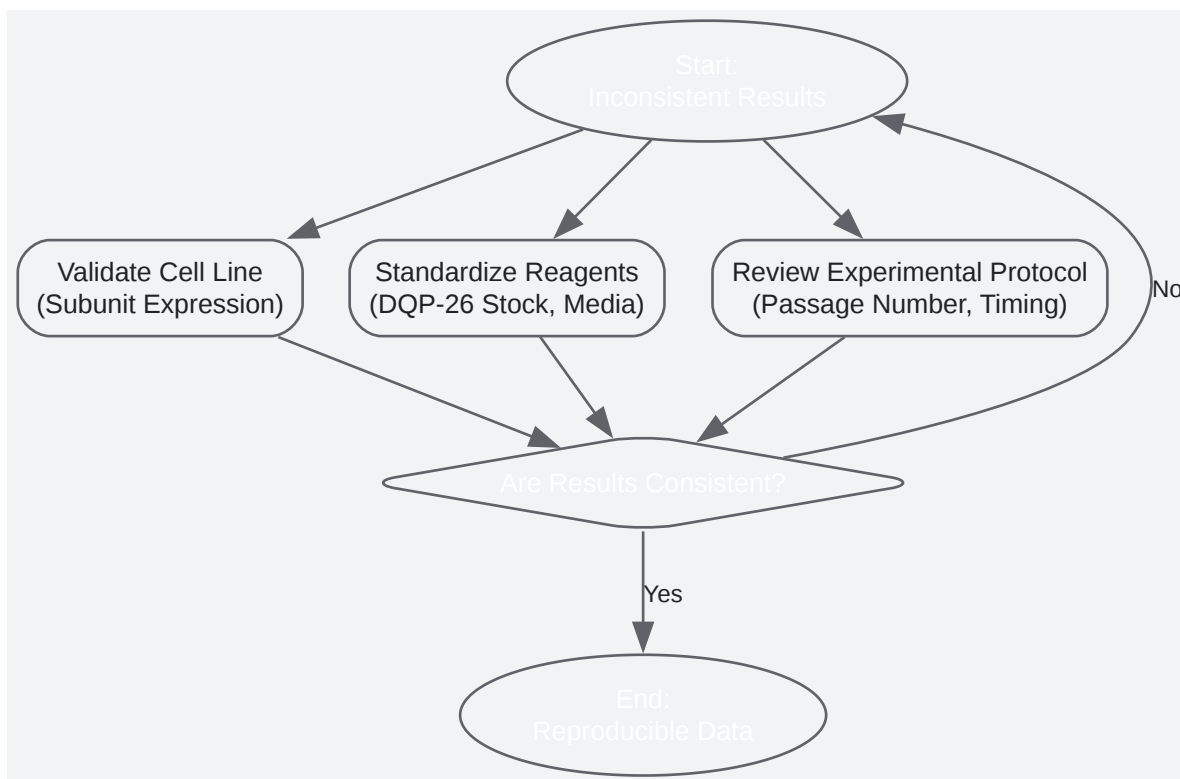 Start:
Inconsistent Results
Validate Cell Line
(Subunit Expression)
Standardize Reagents
(DQP-26 Stock, Media)
Review Experimental Protocol
(Passage Number, Timing)
No
Are Results Consistent?
Yes
End:
Reproducible Data